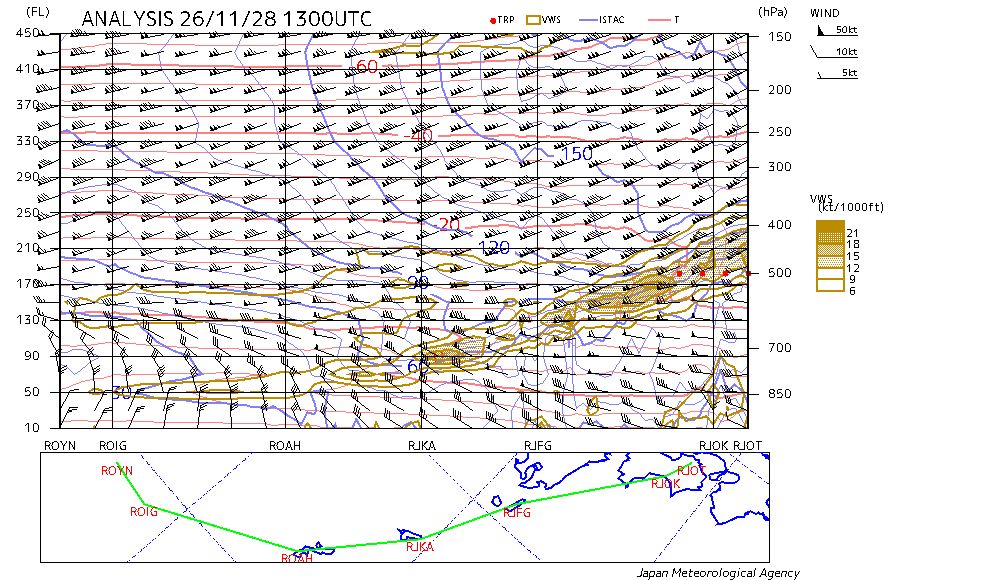 (FL) ANALYSIS 26/11/28 1300UTC TRP VWS ISTAC T (hPa) WIND
50kt
10kt
5kt
450 150
410 60
200
370
-40 250
330 150
290 300
VWS
(kt/1000ft)
250 -20 400
21
18
15
12
9
6
210 120
500
170 90
130
700
90 60
50 30 850
10
ROYN ROIG ROAH RJKA RJFG RJOK RJOT
ROYN RJOT
RJOK
ROIG RJFG
RJKA
ROAH
Japan Meteorological Agency